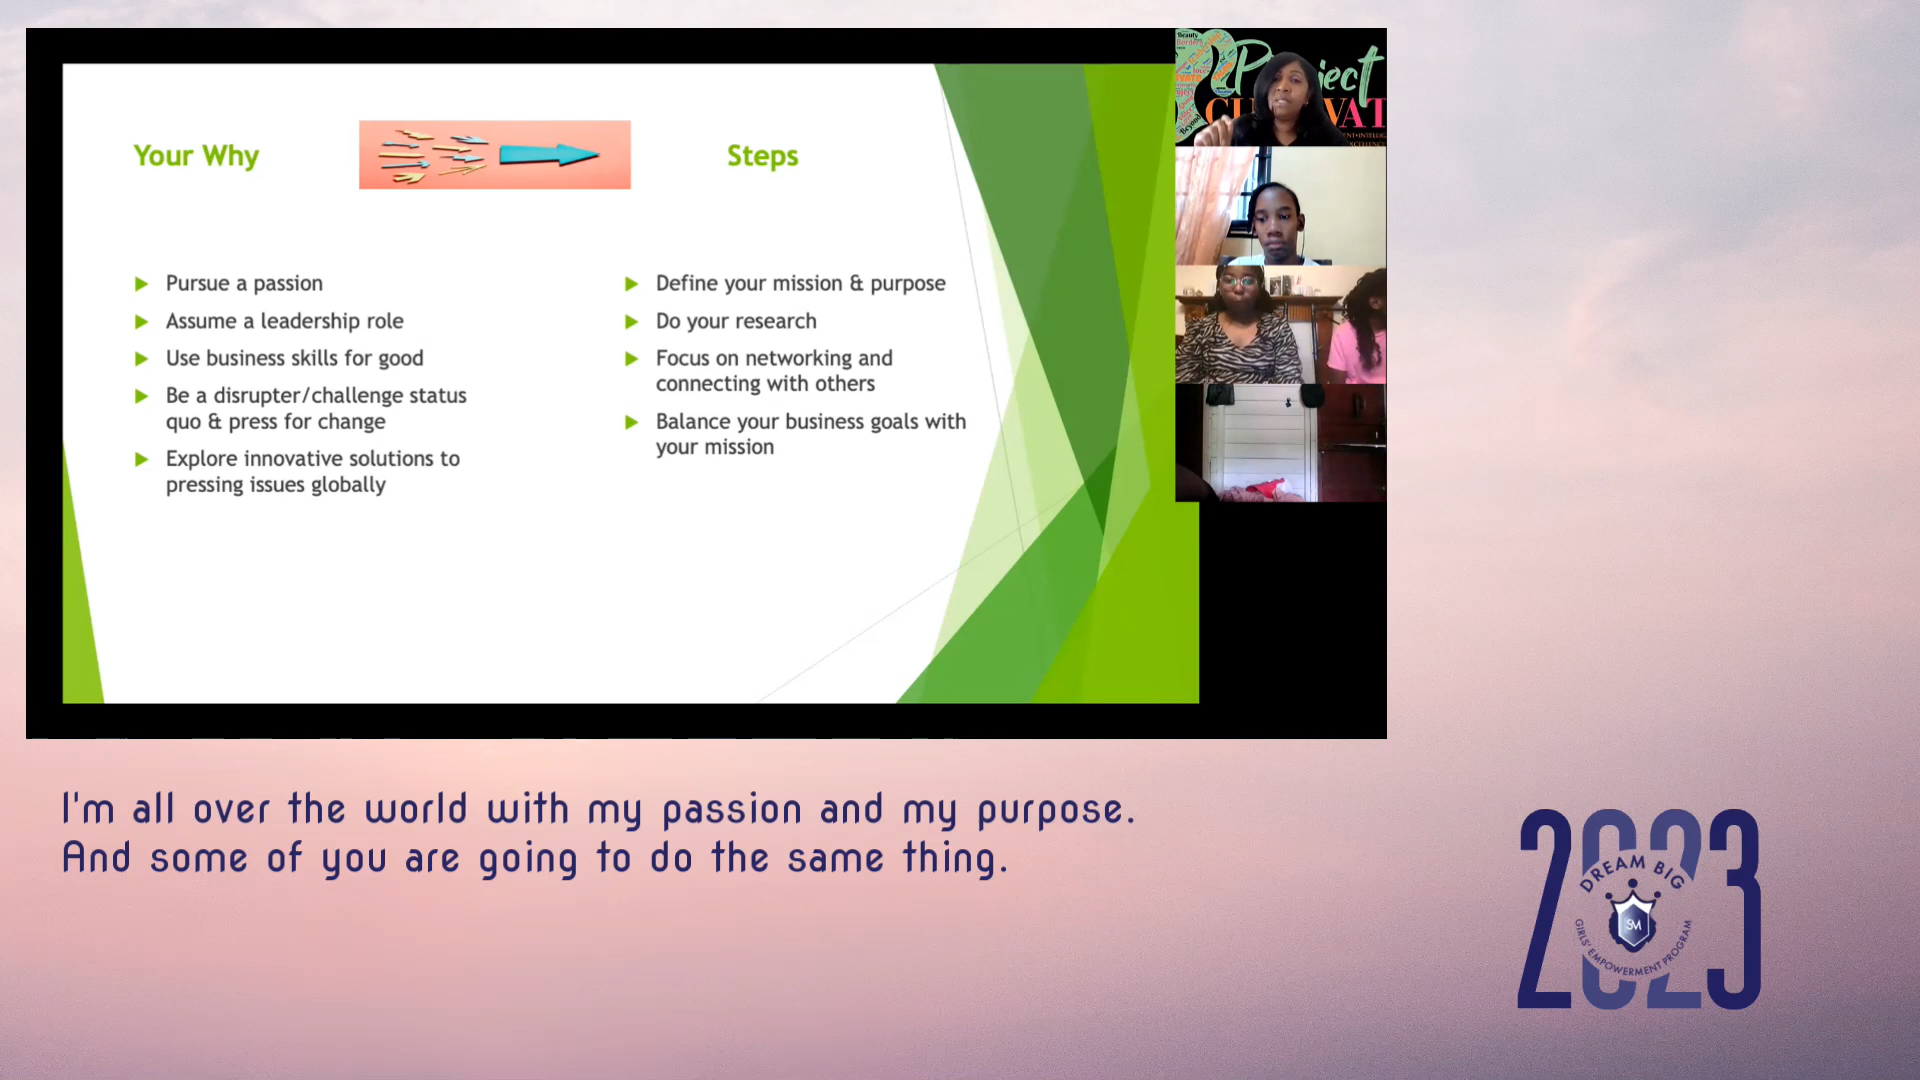 Your Why
Steps
Pursue a passion
Assume a leadership role
Use business skills for good
Be a disrupter/challenge status
quo & press for change
Explore innovative solutions to
pressing issues globally
Define your mission & purpose
Do your research
Focus on networking and
connecting with others
Balance your business goals with
your mission
Beauty
Beyond
I'm all over the world with my passion and my purpose.
And some of you are going to do the same thing.
2023
DREAM BIG
SM
GIRLS' EMPOWERMENT PROGRAM